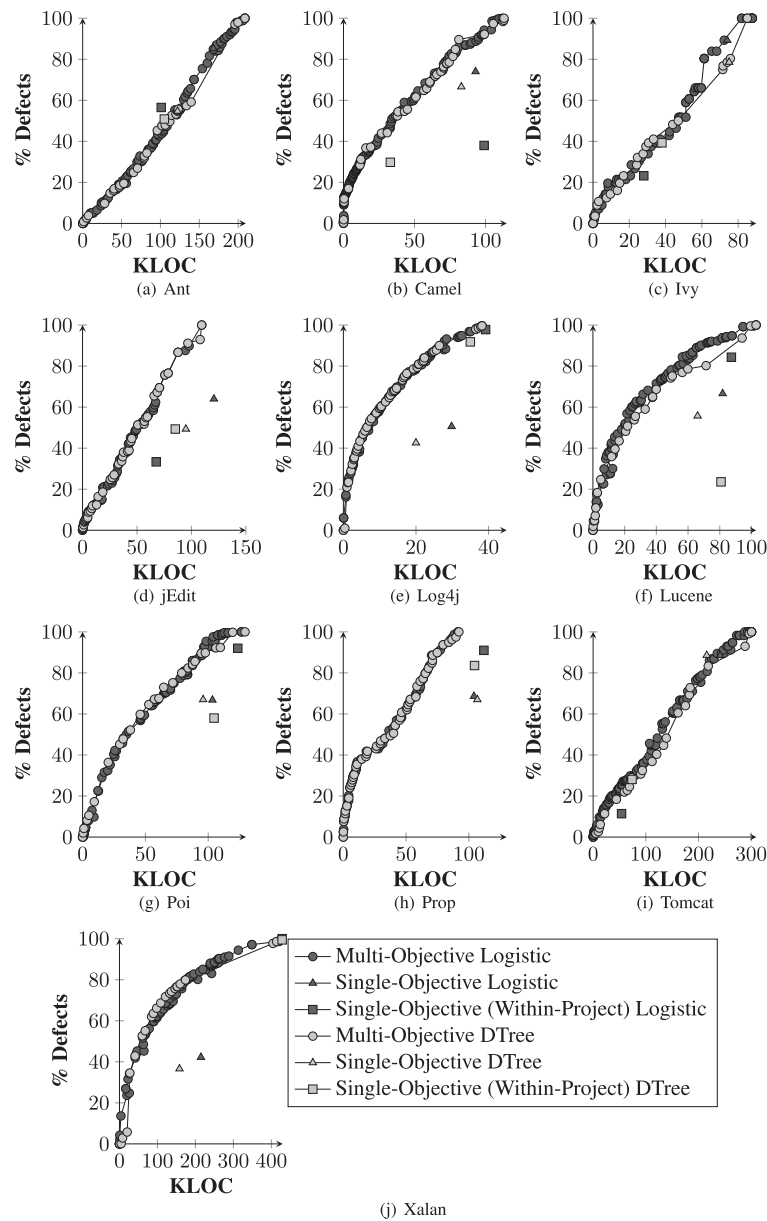 100
80
60
40
20
0
% Defects
0 50 100 150 200
KLOC
(a) Ant
100
80
60
40
20
0
% Defects
0 50 100
KLOC
(b) Camel
100
80
60
40
20
0
% Defects
0 20 40 60 80
KLOC
(c) Ivy
100
80
60
40
20
0
% Defects
0 50 100 150
KLOC
(d) jEdit
100
80
60
40
20
0
% Defects
0 20 40
KLOC
(e) Log4j
100
80
60
40
20
0
% Defects
0 20 40 60 80 100
KLOC
(f) Lucene
100
80
60
40
20
0
% Defects
0 50 100
KLOC
(g) Poi
100
80
60
40
20
0
% Defects
0 50 100
KLOC
(h) Prop
100
80
60
40
20
0
% Defects
0 100 200 300
KLOC
(i) Tomcat
100
80
60
40
20
0
% Defects
0 100 200 300 400
KLOC
Multi-Objective Logistic
Single-Objective Logistic
Single-Objective (Within-Project) Logistic
Multi-Objective DTree
Single-Objective DTree
Single-Objective (Within-Project) DTree
(j) Xalan